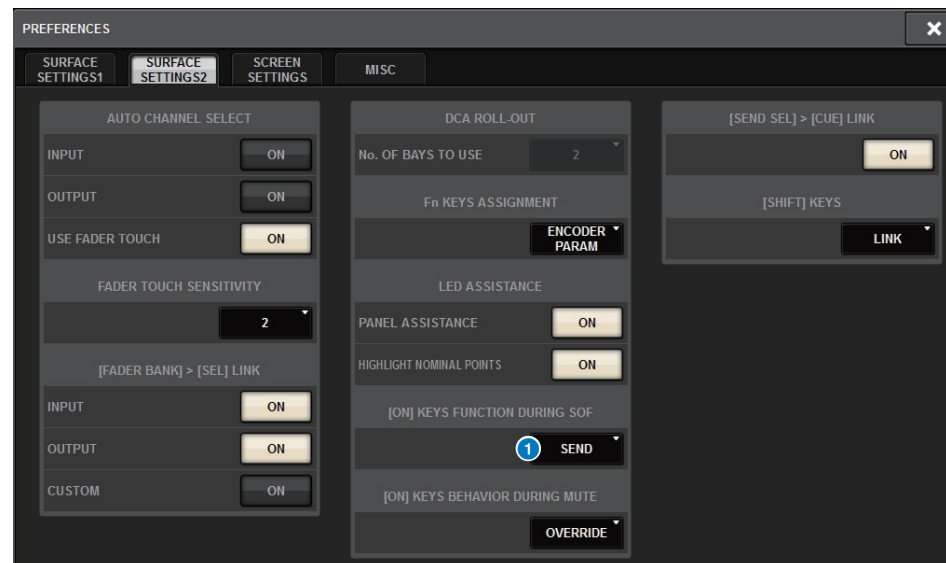 PREFERENCES
SURFACE SETTINGS1
SURFACE SETTINGS2
SCREEN SETTINGS
MISC
AUTO CHANNEL SELECT
INPUT ON
OUTPUT ON
USE FADER TOUCH ON
FADER TOUCH SENSITIVITY
2
[FADER BANK] > [SEL] LINK
INPUT ON
OUTPUT ON
CUSTOM ON
DCA ROLL-OUT
No. OF BAYS TO USE 2
Fn KEYS ASSIGNMENT
ENCODER
PARAM
LED ASSISTANCE
PANEL ASSISTANCE ON
HIGHLIGHT NOMINAL POINTS ON
[ON] KEYS FUNCTION DURING SOF
1 SEND
[ON] KEYS BEHAVIOR DURING MUTE
OVERRIDE
[SEND SEL] > [CUE] LINK
ON
[SHIFT] KEYS
LINK